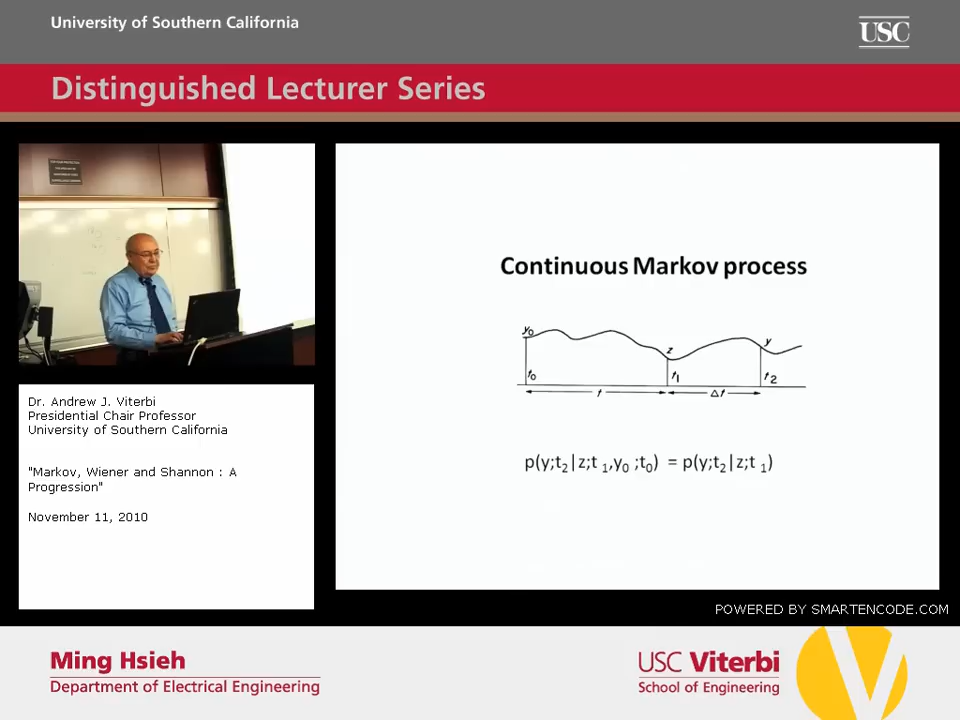 University of Southern California
USC
Distinguished Lecturer Series
Continuous Markov process
y₀ z y
t₀ t₁ t₂
t Δt
p(y;t₂|z;t ₁,y₀ ;t₀) = p(y;t₂|z;t ₁)
Dr. Andrew J. Viterbi
Presidential Chair Professor
University of Southern California
"Markov, Wiener and Shannon : A
Progression"
November 11, 2010
POWERED BY SMARTENCODE.COM
Ming Hsieh
Department of Electrical Engineering
USC Viterbi
School of Engineering